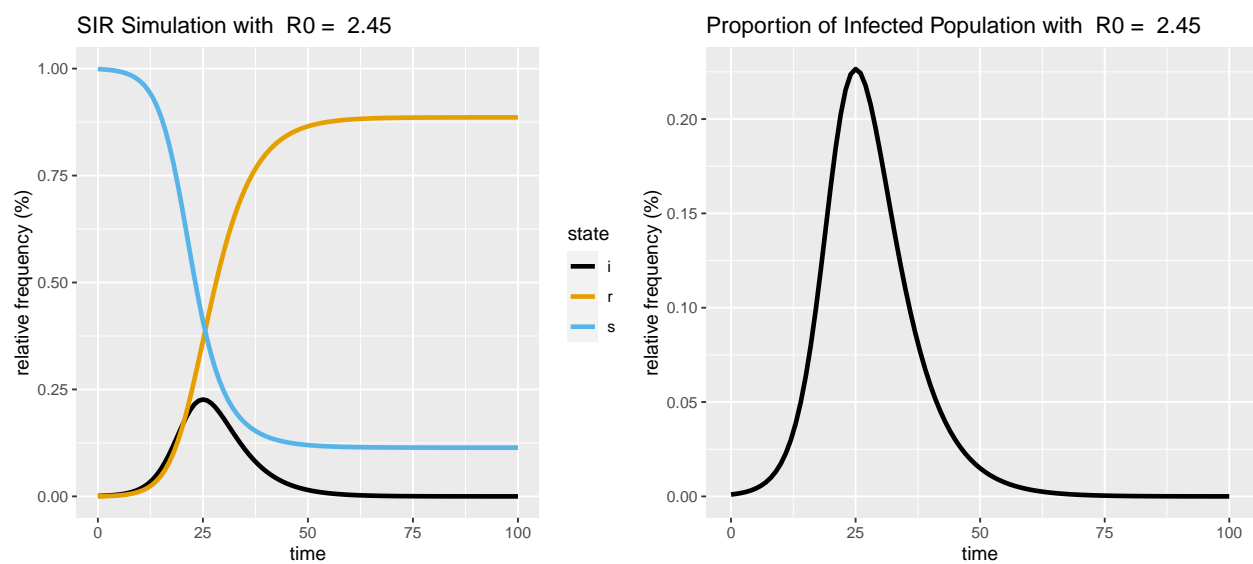 SIR Simulation with R0 = 2.45
relative frequency (%)
1.00
0.75
0.50
0.25
0.00
0
25
50
75
100
time
state
i
r
s
Proportion of Infected Population with R0 = 2.45
relative frequency (%)
0.20
0.15
0.10
0.05
0.00
0
25
50
75
100
time